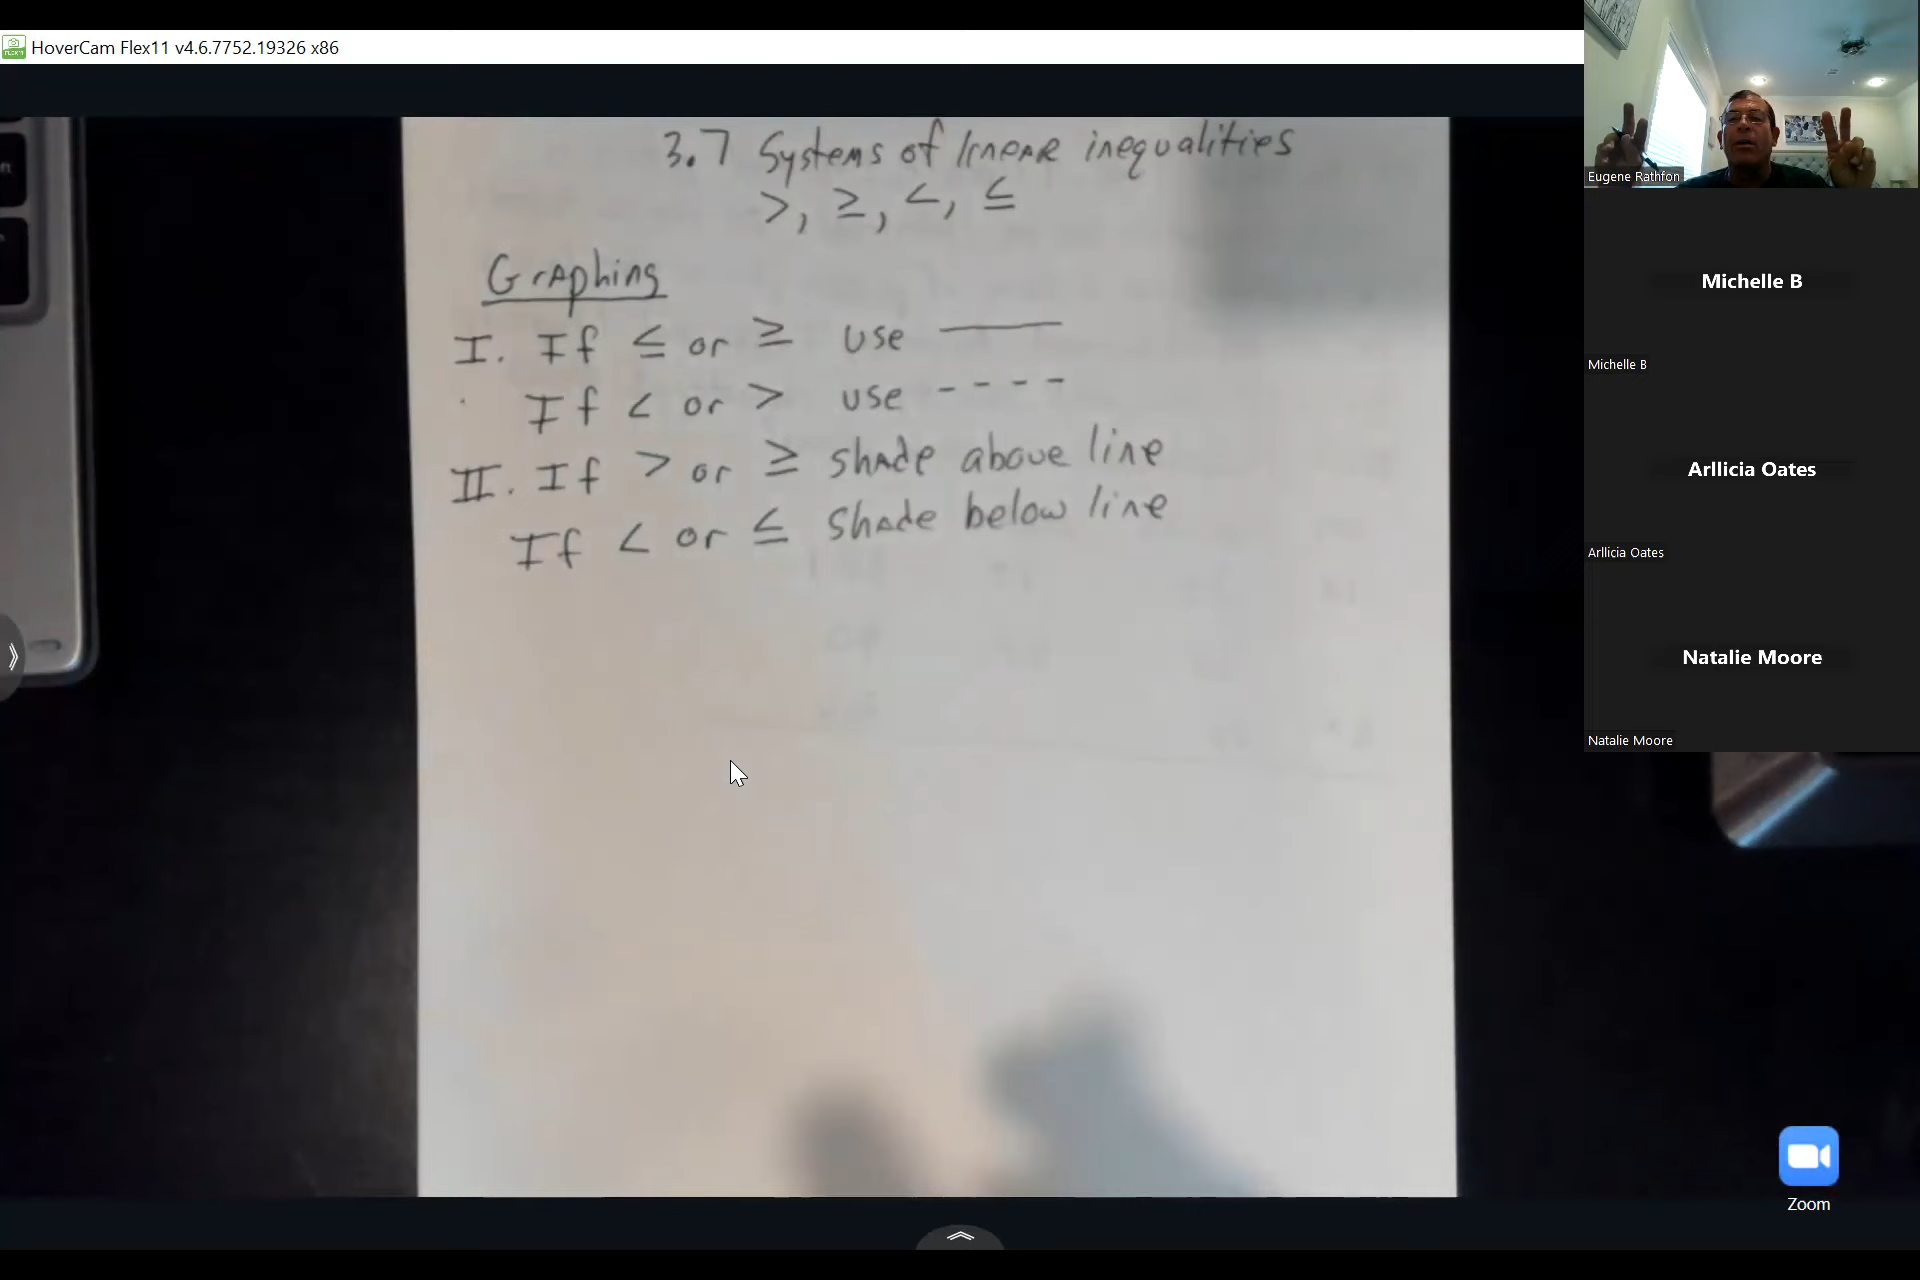 HoverCam Flex11 v4.6.7752.19326 x86
3.7 Systems of linear inequalities
>, ≥, <, ≤
Graphing
I. If ≤ or ≥ use ———
If < or > use - - - -
II. If > or ≥ shade above line
If < or ≤ shade below line
Eugene Rathfon
Michelle B
Michelle B
Arllicia Oates
Arllicia Oates
Natalie Moore
Natalie Moore
Zoom